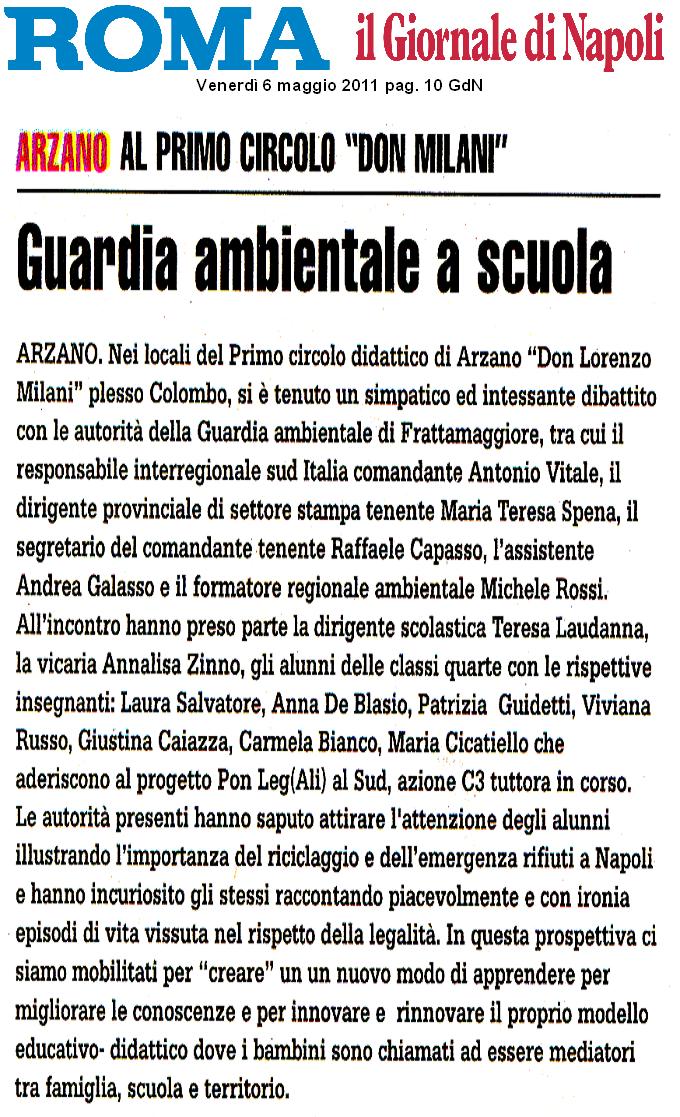 ROMA il Giornale di Napoli
Venerdì 6 maggio 2011 pag. 10 GdN
ARZANO AL PRIMO CIRCOLO "DON MILANI"
Guardia ambientale a scuola
ARZANO. Nei locali del Primo circolo didattico di Arzano “Don Lorenzo
Milani” plesso Colombo, si è tenuto un simpatico ed intessante dibattito
con le autorità della Guardia ambientale di Frattamaggiore, tra cui il
responsabile interregionale sud Italia comandante Antonio Vitale, il
dirigente provinciale di settore stampa tenente Maria Teresa Spena, il
segretario del comandante tenente Raffaele Capasso, l’assistente
Andrea Galasso e il formatore regionale ambientale Michele Rossi.
All’incontro hanno preso parte la dirigente scolastica Teresa Laudanna,
la vicaria Annalisa Zinno, gli alunni delle classi quarte con le rispettive
insegnanti: Laura Salvatore, Anna De Blasio, Patrizia Guidetti, Viviana
Russo, Giustina Caiazza, Carmela Bianco, Maria Cicatiello che
aderiscono al progetto Pon Leg(Ali) al Sud, azione C3 tuttora in corso.
Le autorità presenti hanno saputo attirare l'attenzione degli alunni
illustrando l’importanza del riciclaggio e dell’emergenza rifiuti a Napoli
e hanno incuriosito gli stessi raccontando piacevolmente e con ironia
episodi di vita vissuta nel rispetto della legalità. In questa prospettiva ci
siamo mobilitati per “creare” un un nuovo modo di apprendere per
migliorare le conoscenze e per innovare e rinnovare il proprio modello
educativo- didattico dove i bambini sono chiamati ad essere mediatori
tra famiglia, scuola e territorio.